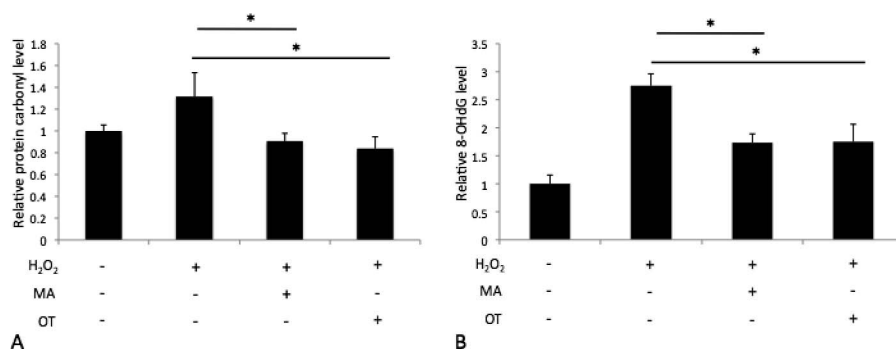 *
*
Relative protein carbonyl level
1.8
1.6
1.4
1.2
1
0.8
0.6
0.4
0.2
0
H₂O₂ - + + +
MA - - + -
OT - - - +
A
*
*
Relative 8-OHdG level
3.5
3
2.5
2
1.5
1
0.5
0
H₂O₂ - + + +
MA - - + -
OT - - - +
B